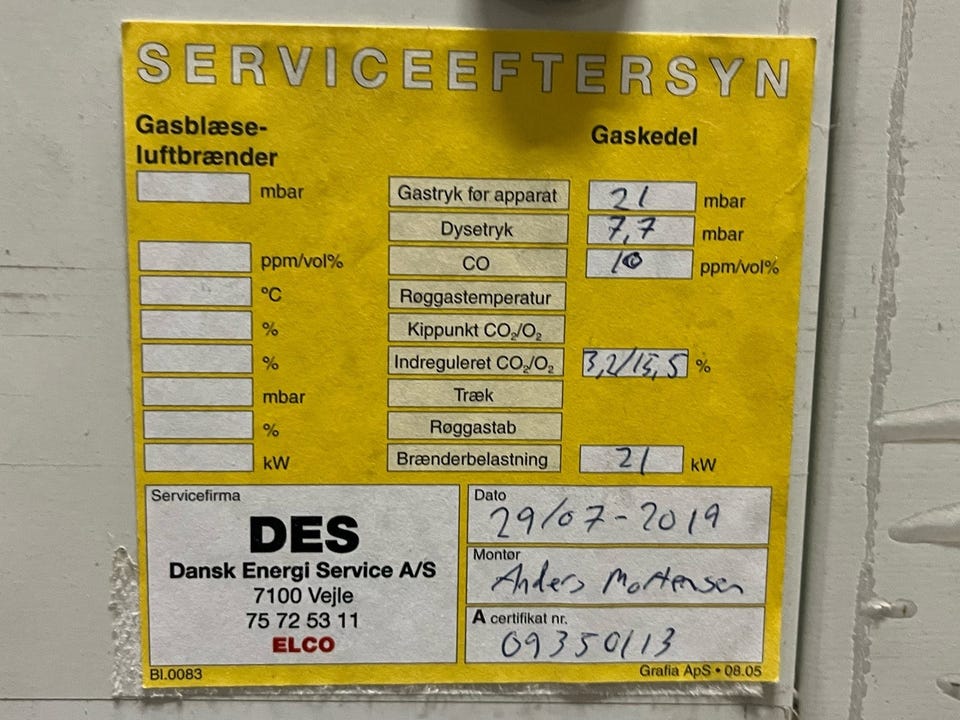 SERVICEEFTERSYN
Gasblæse-
luftbrænder
Gaskedel
mbar Gastryk før apparat 21 mbar
Dysetryk 7,7 mbar
ppm/vol% CO 10 ppm/vol%
°C Røggastemperatur
% Kippunkt CO₂/O₂
% Indreguleret CO₂/O₂ 3,2/15,5 %
mbar Træk
% Røggastab
kW Brænderbelastning 21 kW
Servicefirma
DES
Dansk Energi Service A/S
7100 Vejle
75 72 53 11
ELCO
Dato
29/07-2019
Montør
Anders Mortensen
A certifikat nr.
09350113
Bl.0083
Grafia ApS • 08.05